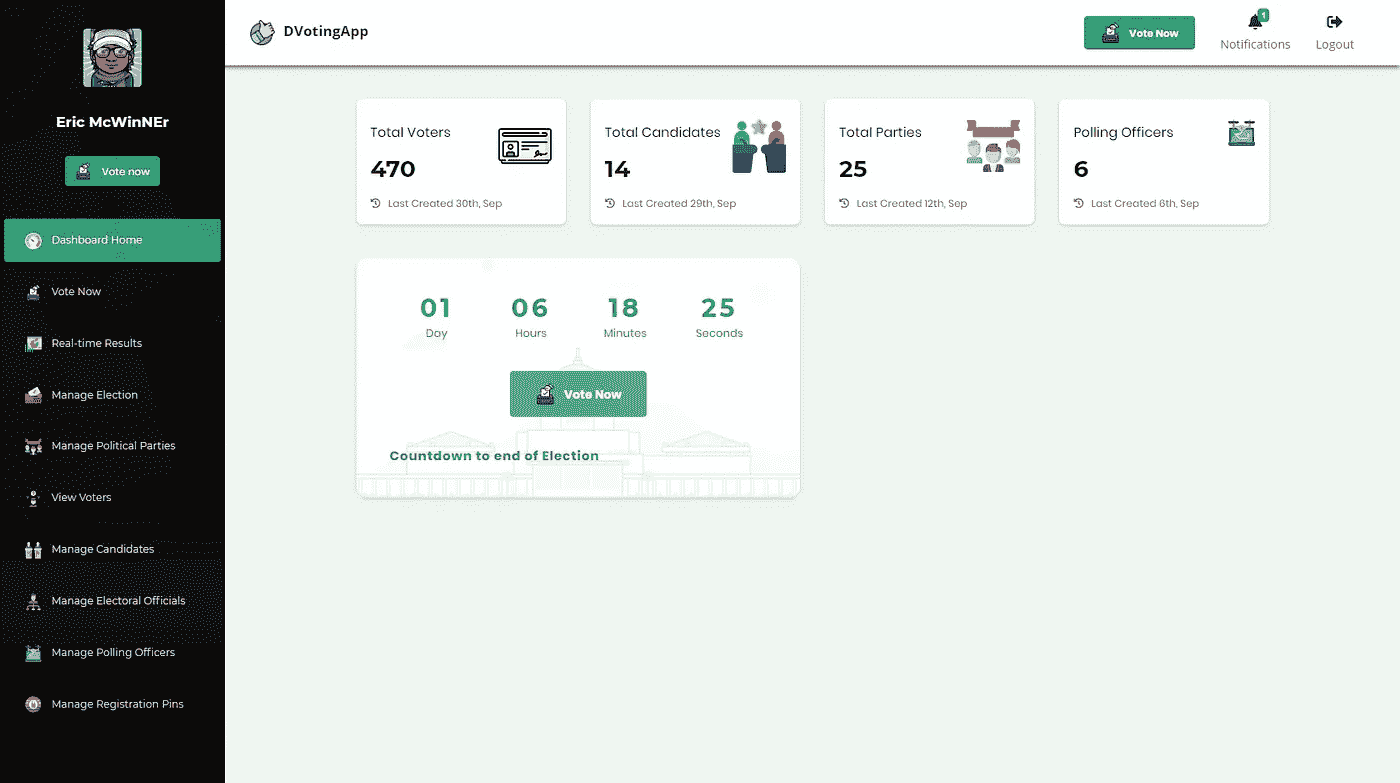 Eric McWinNEr
Vote now
Dashboard Home
Vote Now
Real-time Results
Manage Election
Manage Political Parties
View Voters
Manage Candidates
Manage Electoral Officials
Manage Polling Officers
Manage Registration Pins
DVotingApp
Vote Now
1
Notifications
Logout
Total Voters
470
Last Created 30th, Sep
Total Candidates
14
Last Created 29th, Sep
Total Parties
25
Last Created 12th, Sep
Polling Officers
6
Last Created 6th, Sep
01 06 18 25
Day Hours Minutes Seconds
Vote Now
Countdown to end of Election